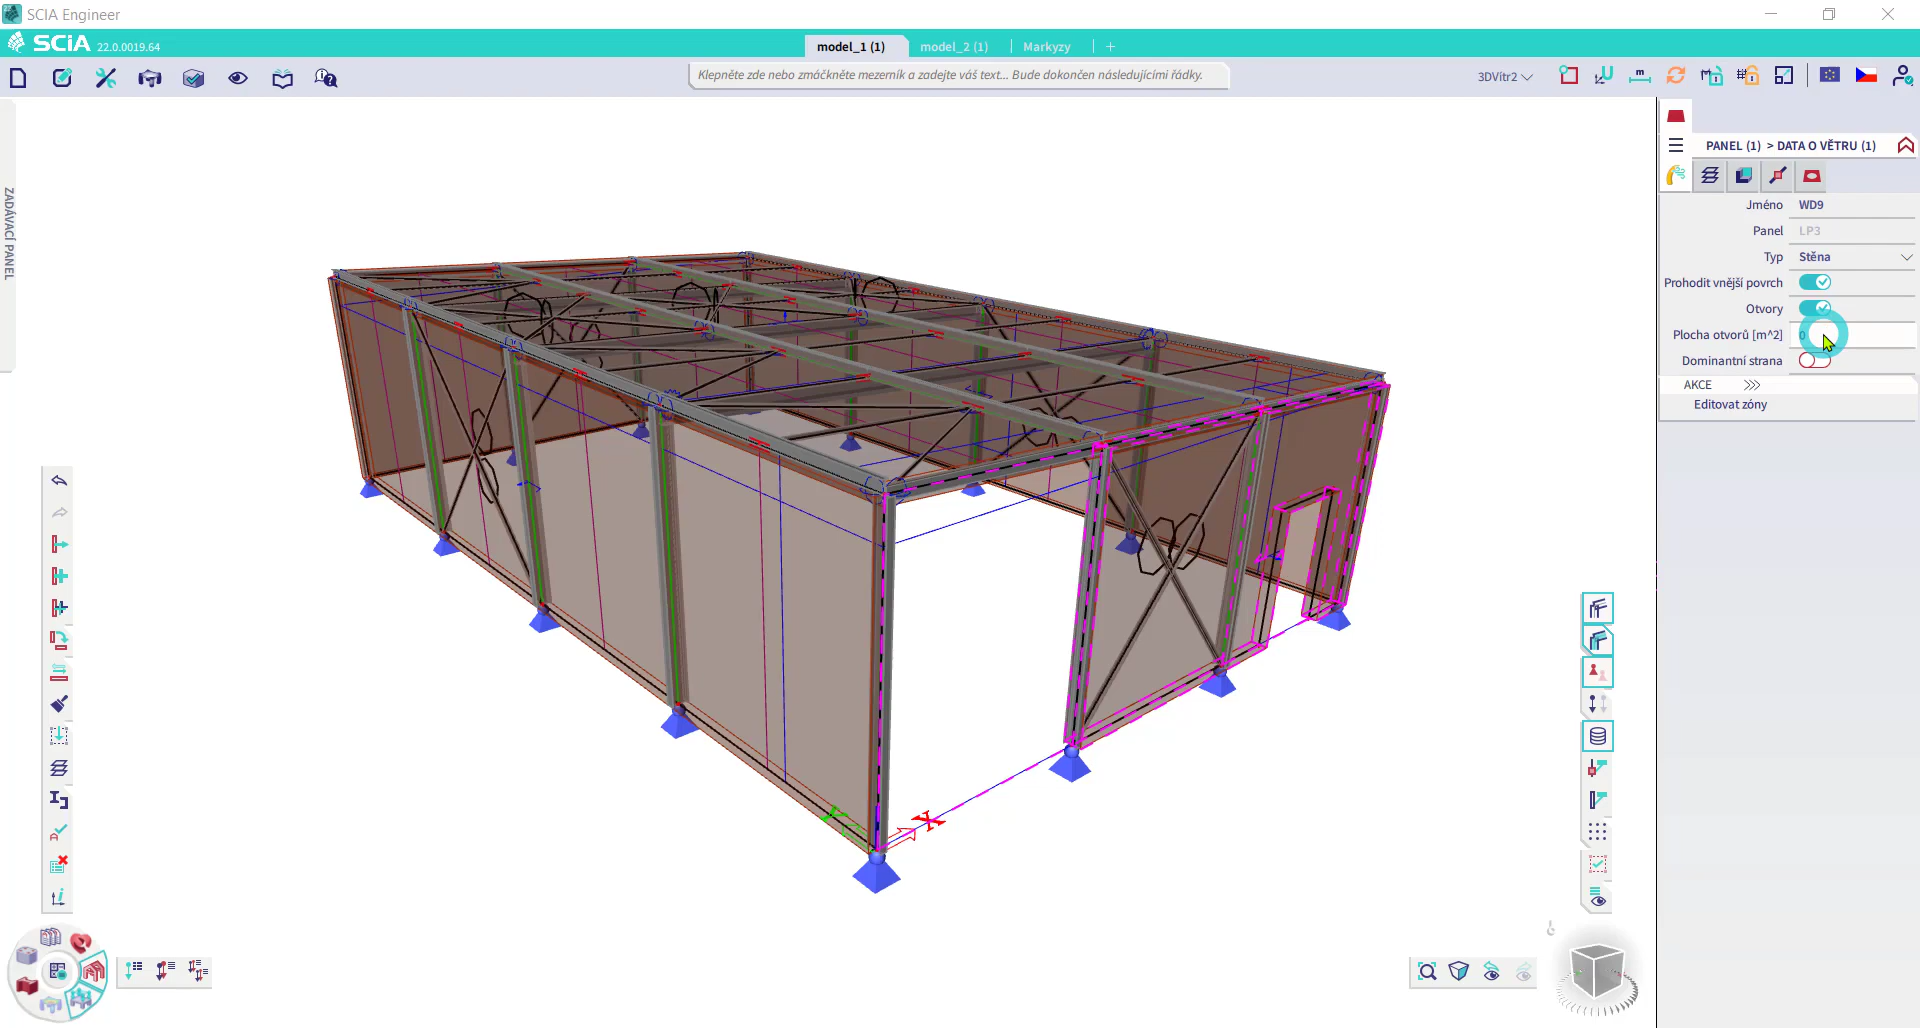 SCIA Engineer
SCiA 22.0.0019.64
model_1 (1)
model_2 (1)
Markyzy
Klepněte zde nebo zmáčkněte mezerník a zadejte váš text... Bude dokončen následujícími řádky.
3DVítr2
ZADÁVACÍ PANEL
PANEL (1) > DATA O VĚTRU (1)
Jméno WD9
Panel LP3
Typ Stěna
Prohodit vnější povrch
Otvory
Plocha otvorů [m^2] 0
Dominantní strana
AKCE >>>
Editovat zóny
X